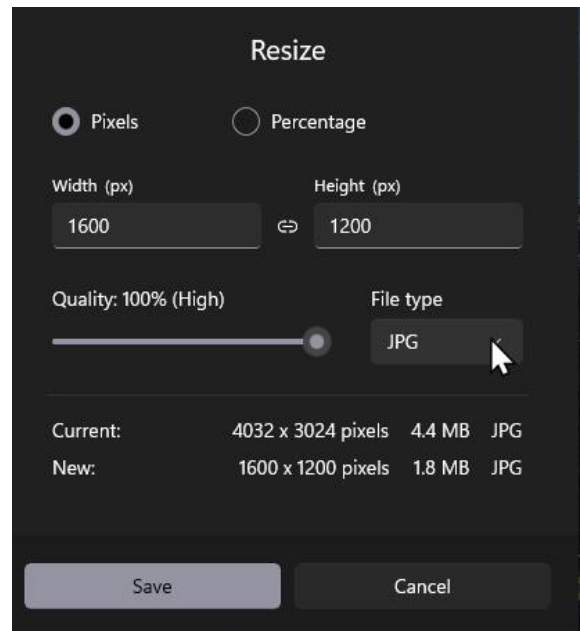 Resize
Pixels Percentage
Width (px) Height (px)
1600 1200
Quality: 100% (High) File type
JPG
Current: 4032 x 3024 pixels 4.4 MB JPG
New: 1600 x 1200 pixels 1.8 MB JPG
Save Cancel